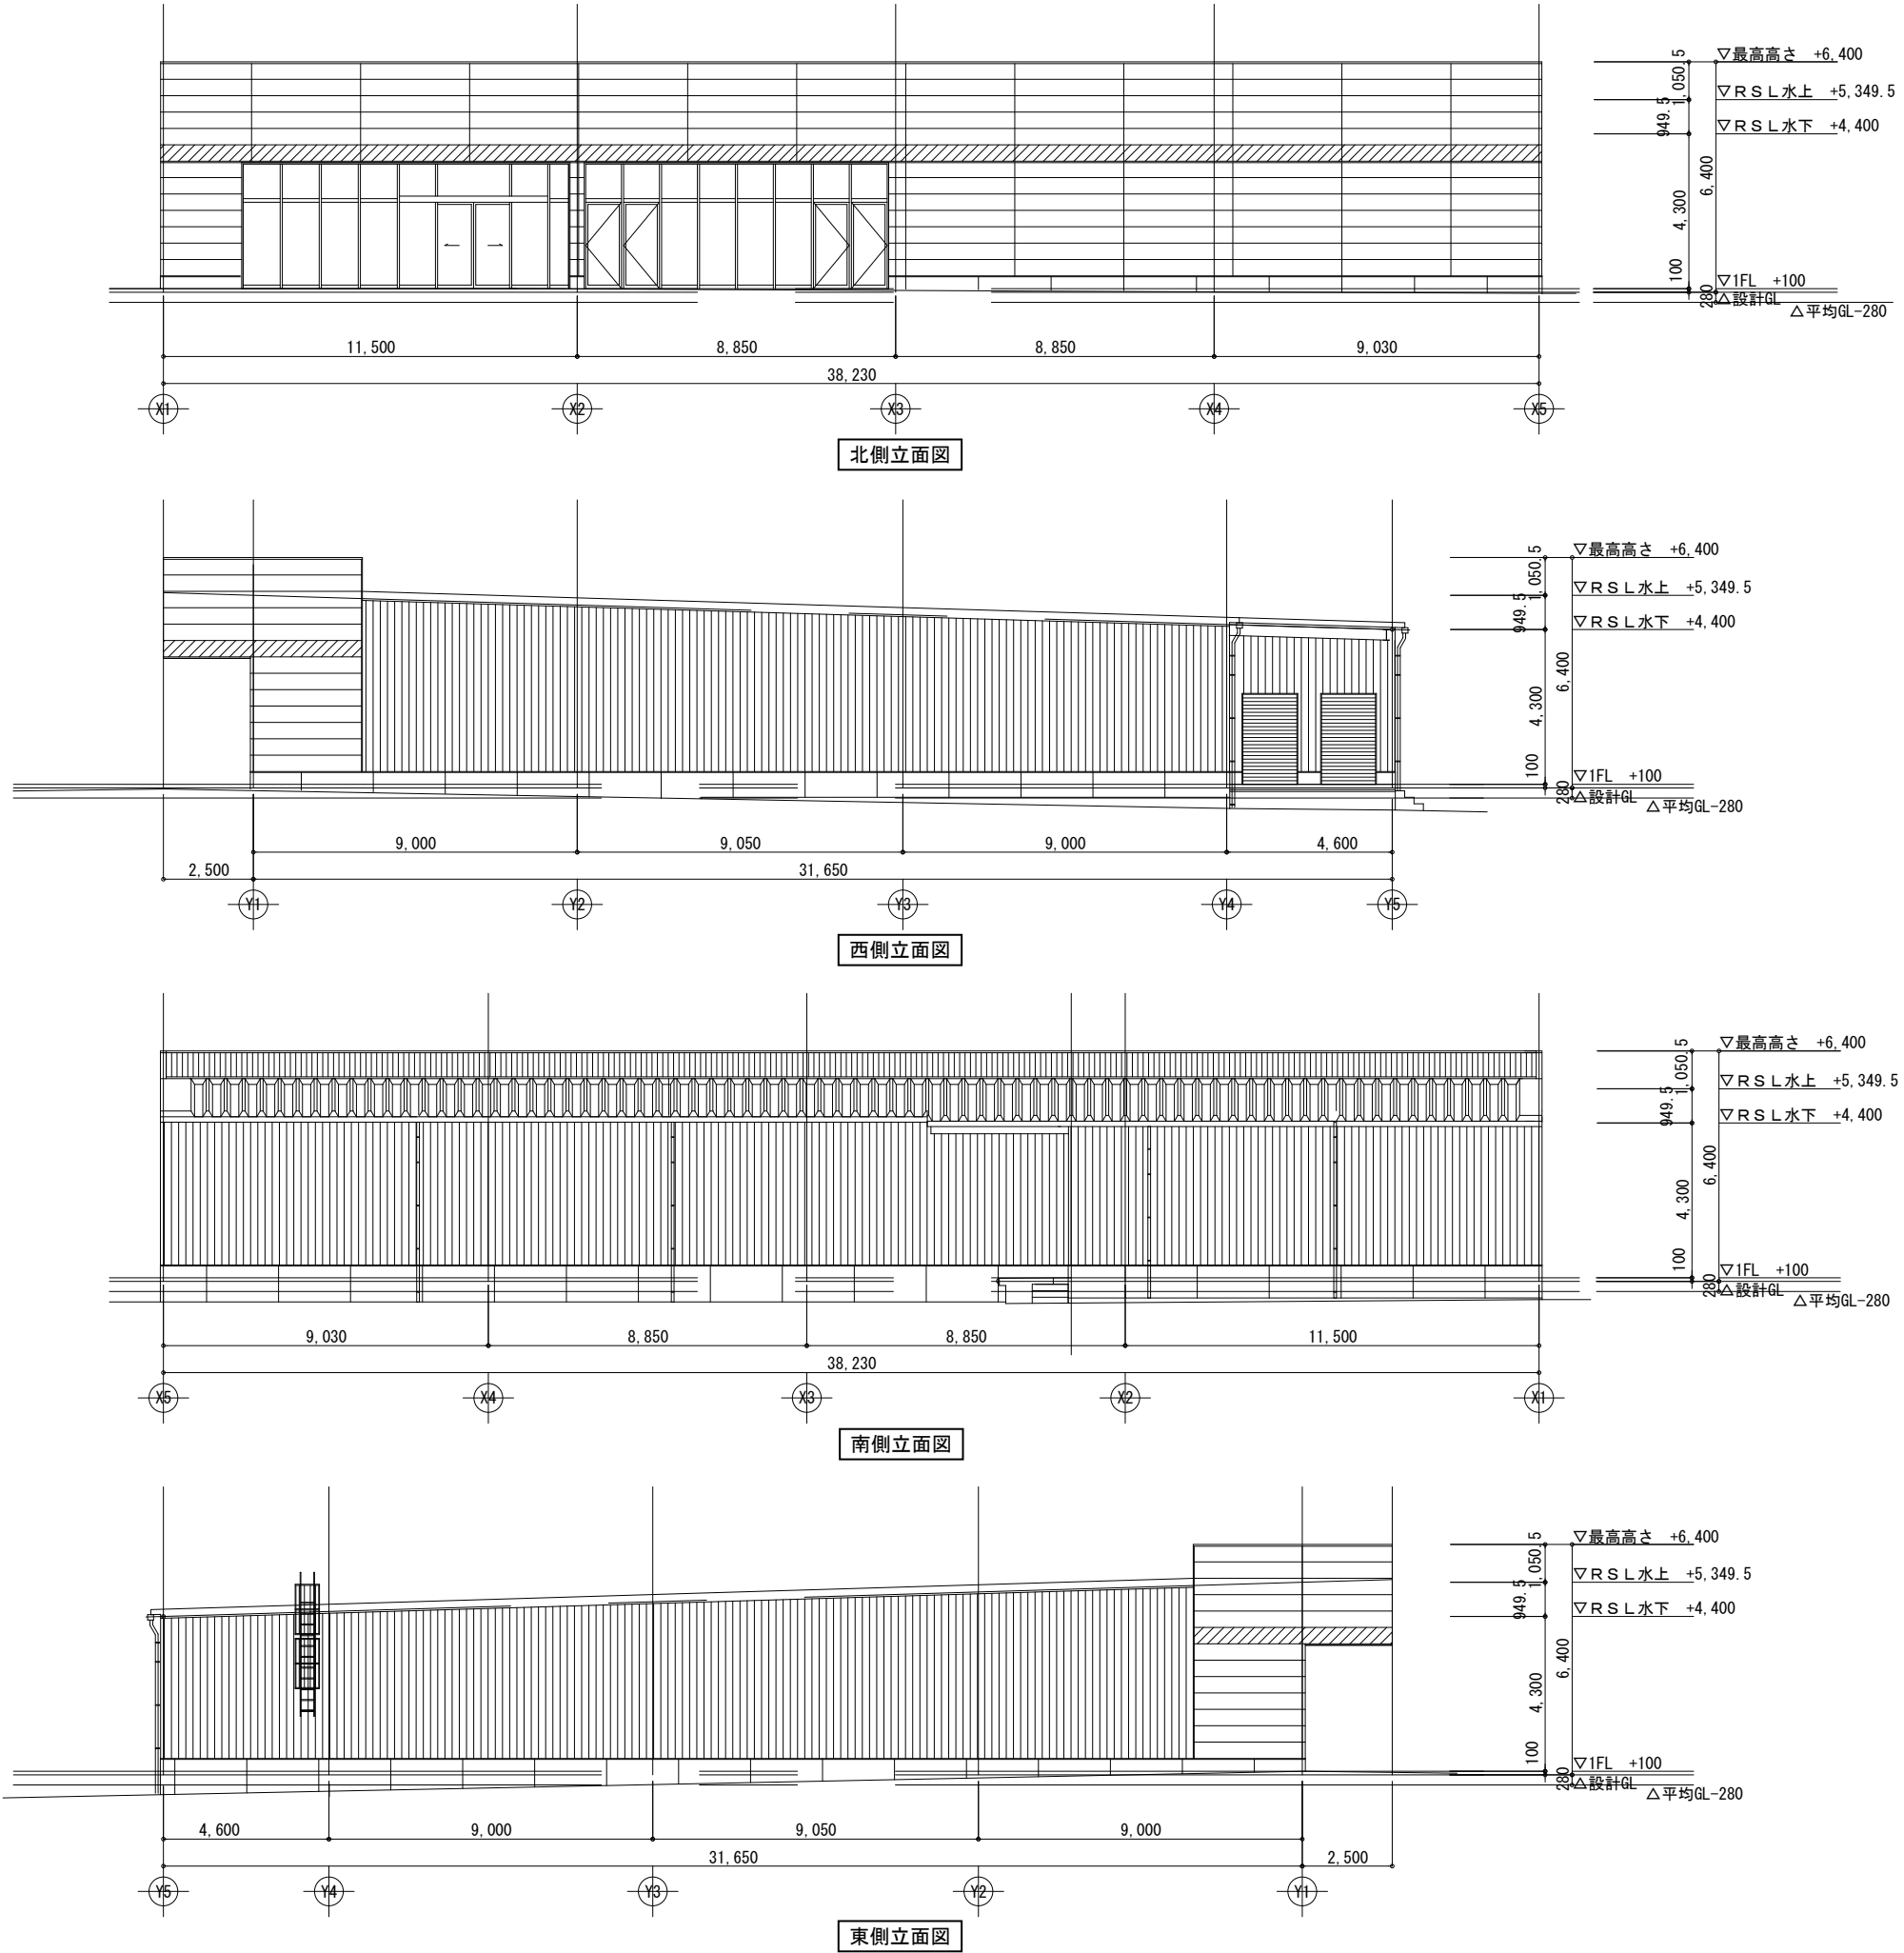 ▽最高高さ +6,400
1,050.5
▽ＲＳＬ水上 +5,349.5
949.5
▽ＲＳＬ水下 +4,400
6,400
4,300
100
▽1FL +100
280
△設計GL
△平均GL-280
11,500 8,850 8,850 9,030
38,230
X1 X2 X3 X4 X5
北側立面図
▽最高高さ +6,400
1,050.5
▽ＲＳＬ水上 +5,349.5
949.5
▽ＲＳＬ水下 +4,400
6,400
4,300
100
▽1FL +100
280
△設計GL
△平均GL-280
9,000 9,050 9,000 4,600
2,500 31,650
Y1 Y2 Y3 Y4 Y5
西側立面図
▽最高高さ +6,400
1,050.5
▽ＲＳＬ水上 +5,349.5
949.5
▽ＲＳＬ水下 +4,400
6,400
4,300
100
▽1FL +100
280
△設計GL
△平均GL-280
9,030 8,850 8,850 11,500
38,230
X5 X4 X3 X2 X1
南側立面図
▽最高高さ +6,400
1,050.5
▽ＲＳＬ水上 +5,349.5
949.5
▽ＲＳＬ水下 +4,400
6,400
4,300
100
▽1FL +100
280
△設計GL
△平均GL-280
4,600 9,000 9,050 9,000
31,650 2,500
Y5 Y4 Y3 Y2 Y1
東側立面図